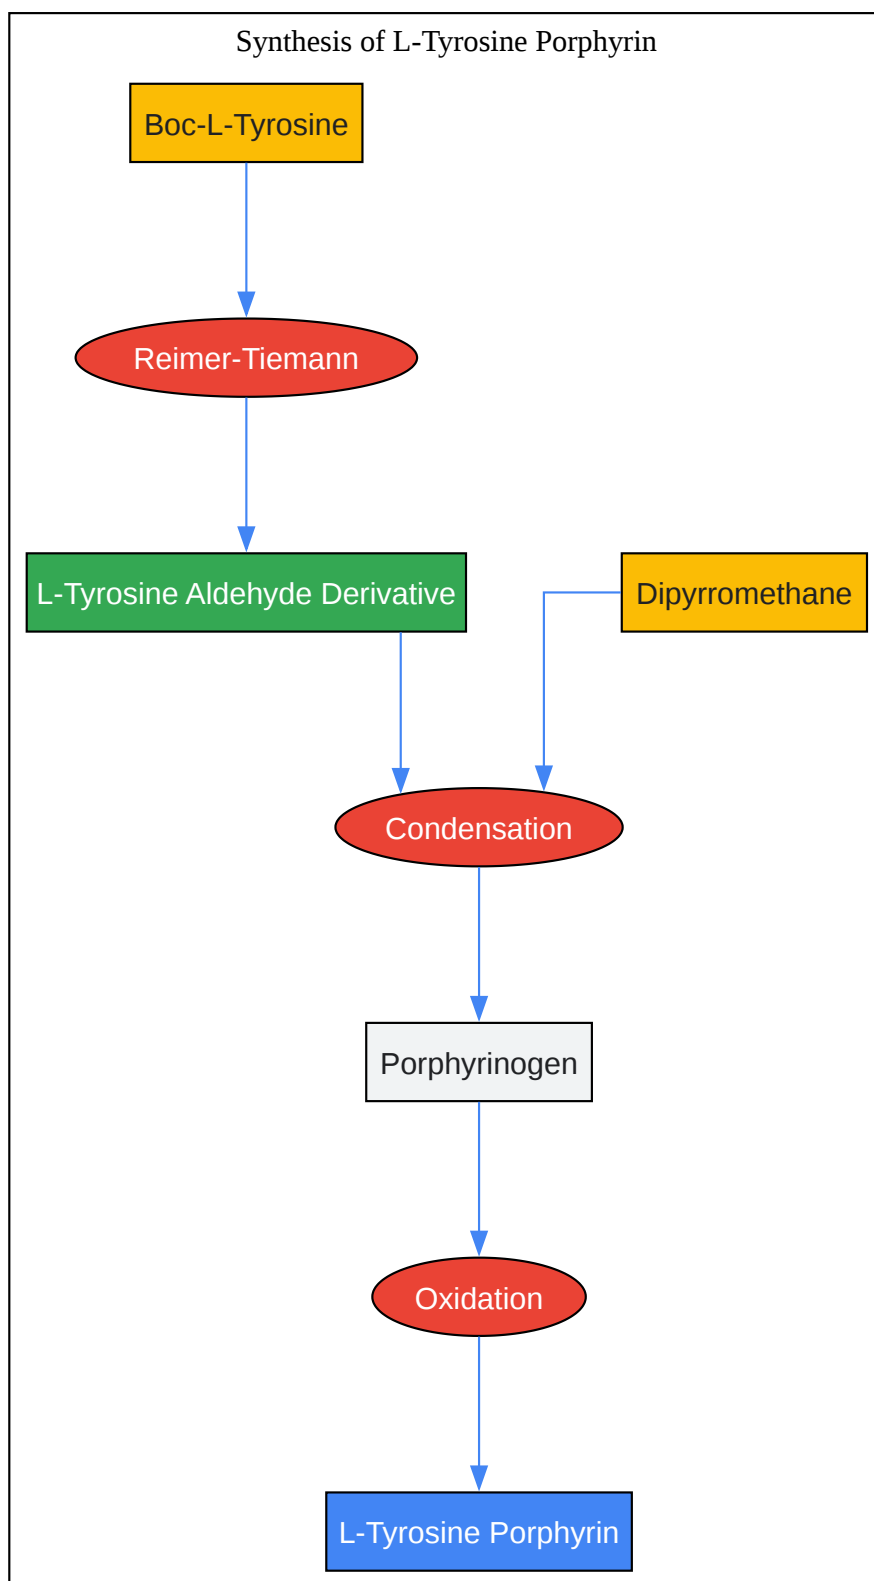 Synthesis of L-Tyrosine Porphyrin
Boc-L-Tyrosine
Reimer-Tiemann
L-Tyrosine Aldehyde Derivative
Dipyrromethane
Condensation
Porphyrinogen
Oxidation
L-Tyrosine Porphyrin